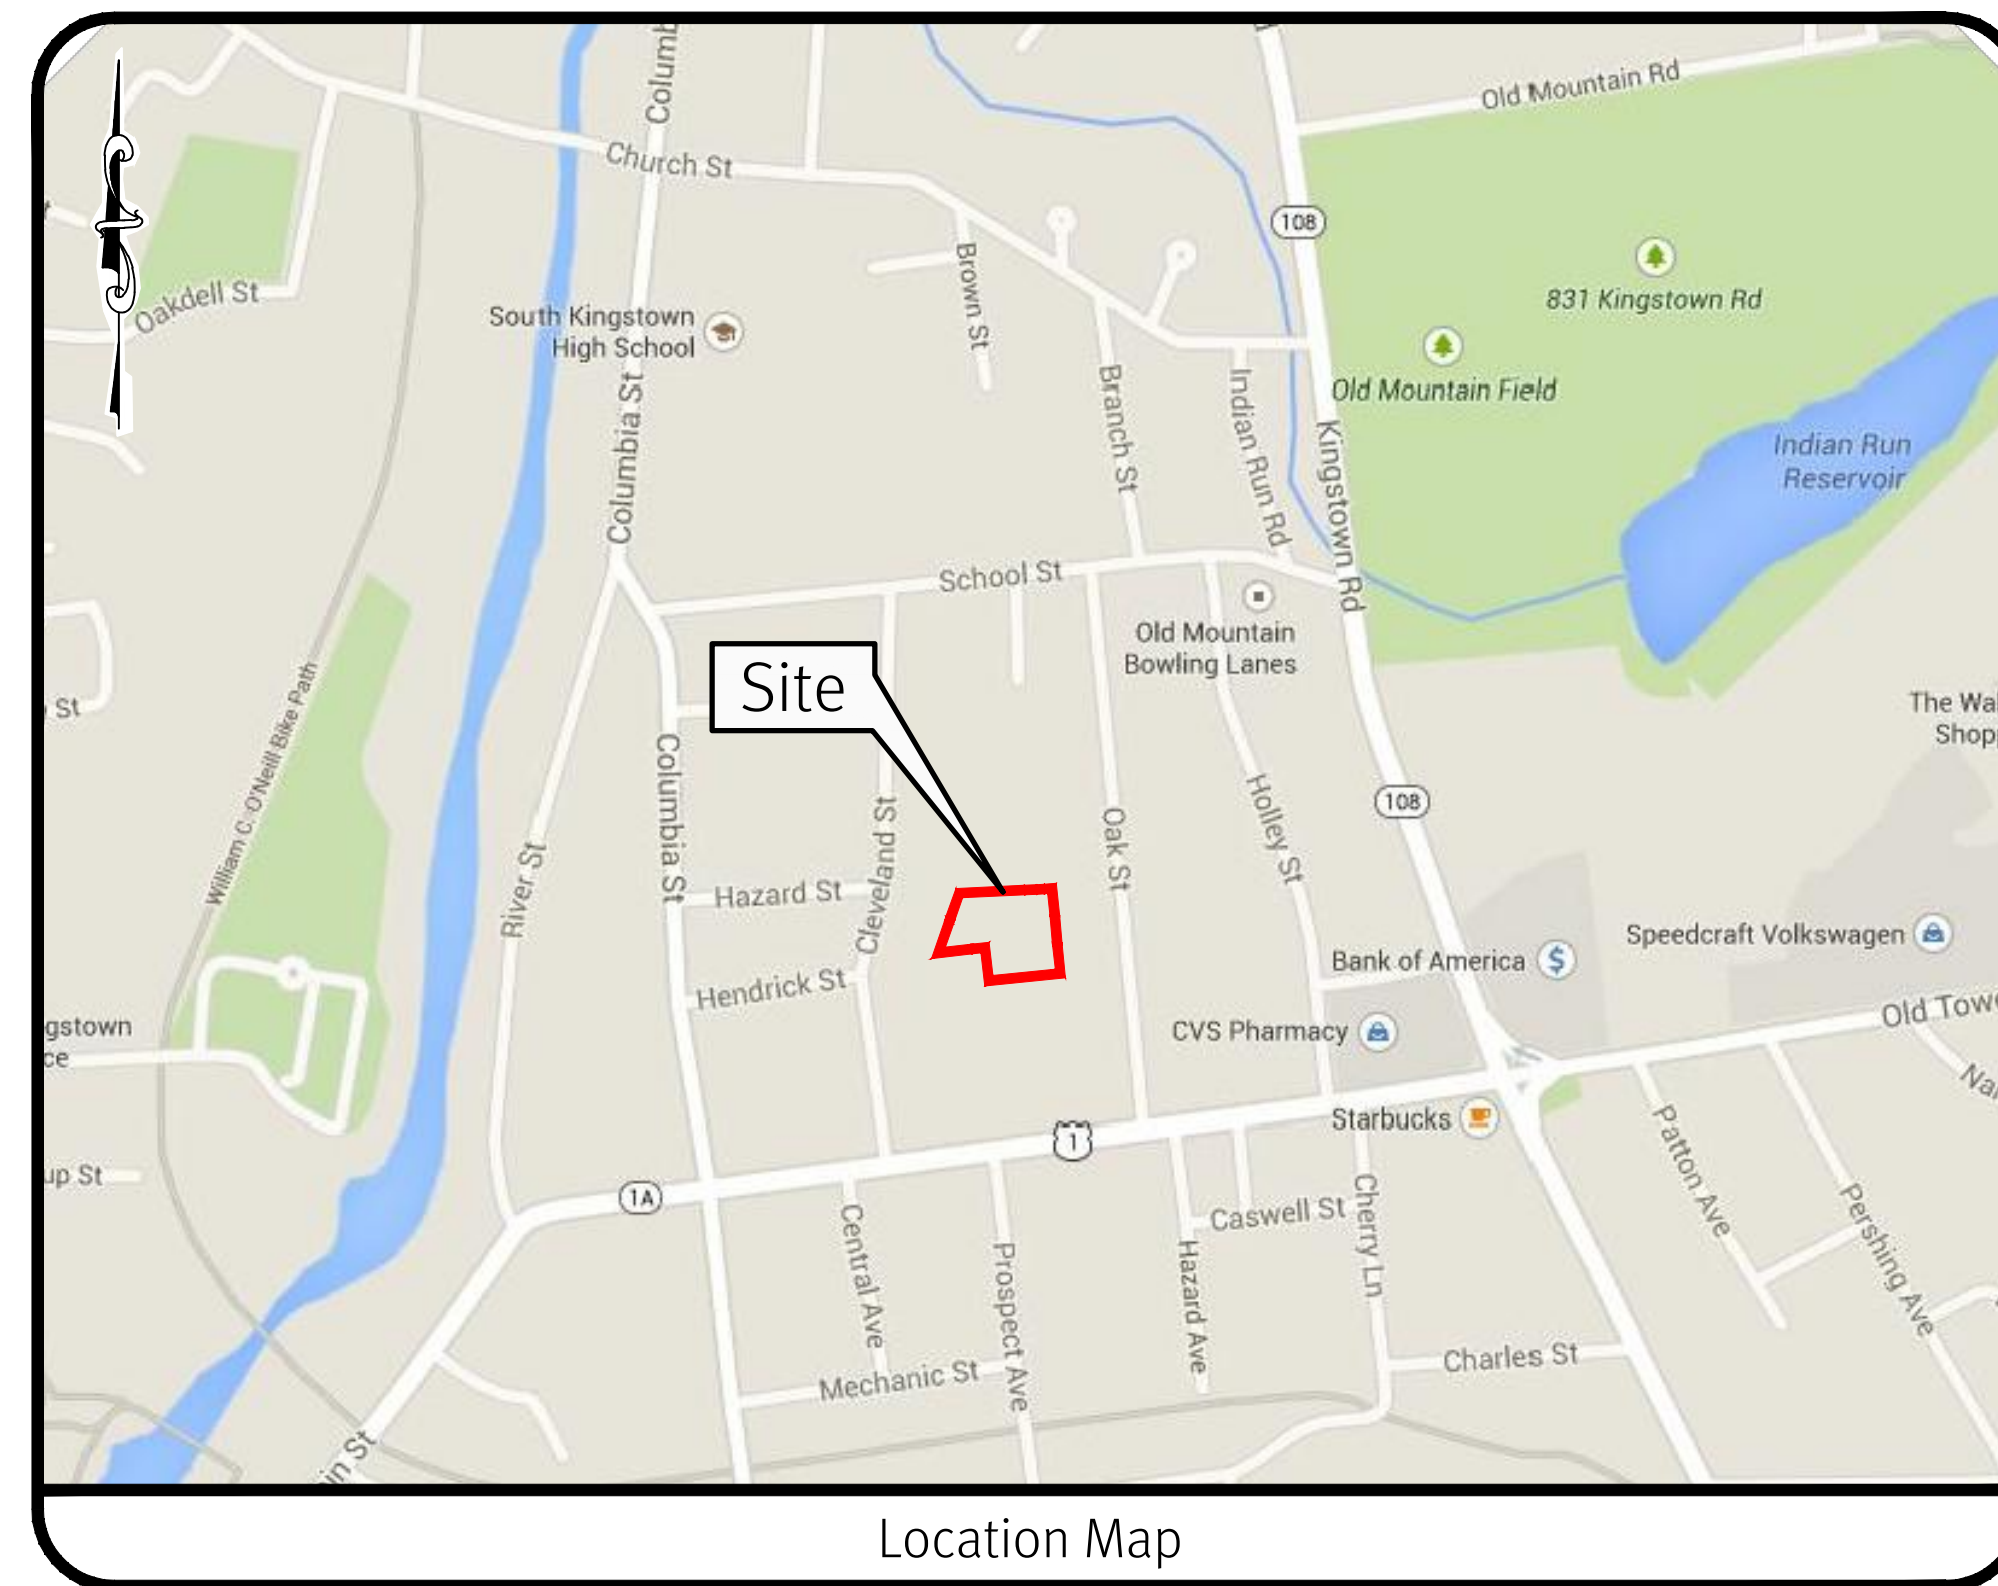 Columb
Old Mountain Rd
Church St
108
831 Kingstown Rd
Oakdell St
South Kingstown
High School
Brown St
Old Mountain Field
Columbia St
Branch St
Indian Run Rd
Kingstown Rd
Indian Run
Reservoir
School St
Old Mountain
Bowling Lanes
Site
St
William C. O'Neill Bike Path
The Wa
Shop
Columbia St
108
River St
Hazard St
Cleveland St
Oak St
Holley St
Hendrick St
Bank of America
$
Speedcraft Volkswagen
CVS Pharmacy
Old Tow
gstown
ce
Na
Starbucks
1
up St
1A
Patton Ave
Pershing Ave
Central Ave
Prospect Ave
Hazard Ave
Caswell St
Cherry Ln
Mechanic St
Charles St
in St
Location Map